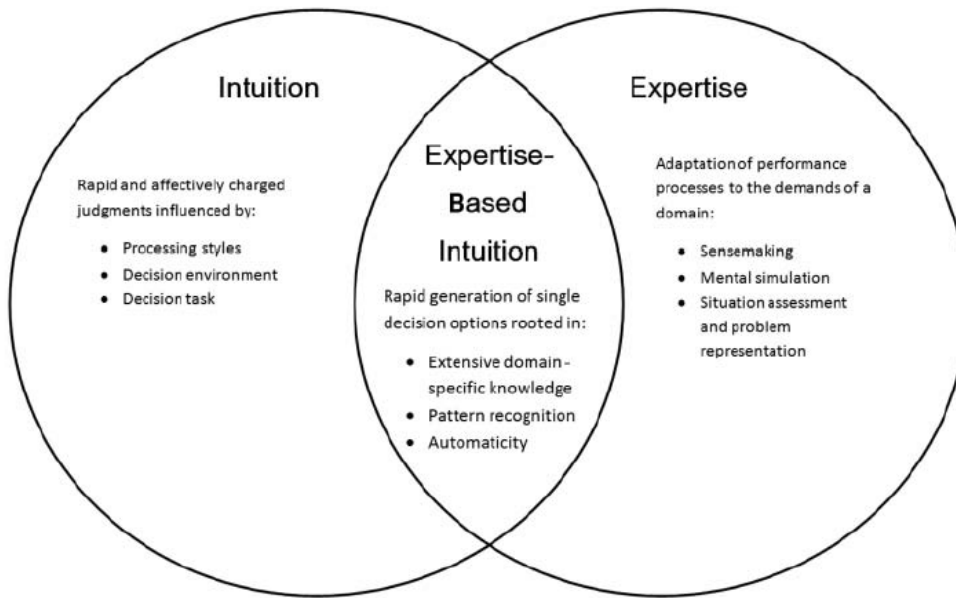 Intuition
Rapid and affectively charged
judgments influenced by:
• Processing styles
• Decision environment
• Decision task
Expertise-
Based
Intuition
Rapid generation of single
decision options rooted in:
• Extensive domain-
specific knowledge
• Pattern recognition
• Automaticity
Expertise
Adaptation of performance
processes to the demands of a
domain:
• Sensemaking
• Mental simulation
• Situation assessment
and problem
representation